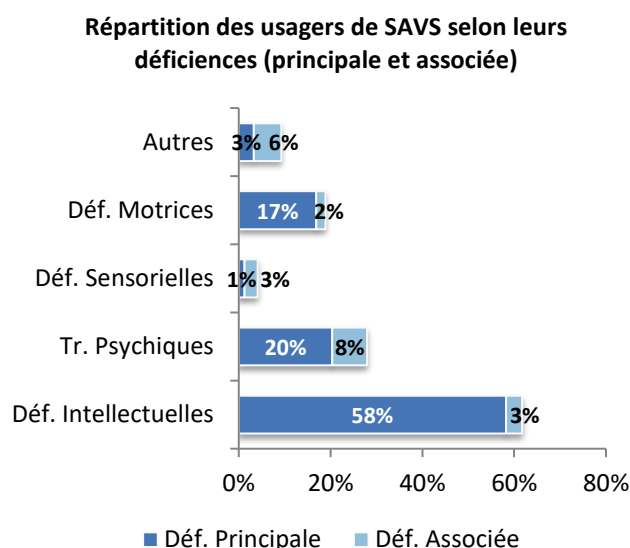 Répartition des usagers de SAVS selon leurs
déficiences (principale et associée)
Autres
3% 6%
Déf. Motrices
17% 2%
Déf. Sensorielles
1% 3%
Tr. Psychiques
20% 8%
Déf. Intellectuelles
58% 3%
0% 20% 40% 60% 80%
Déf. Principale Déf. Associée